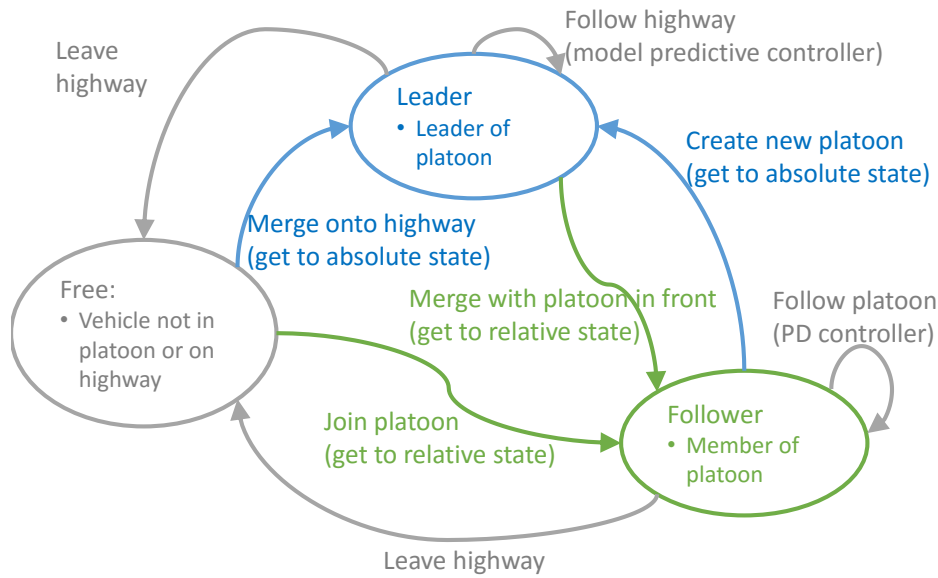 Follow highway
(model predictive controller)
Leave
highway
Leader
• Leader of
platoon
Create new platoon
(get to absolute state)
Merge onto highway
(get to absolute state)
Free:
• Vehicle not in
platoon or on
highway
Merge with platoon in front
(get to relative state)
Follow platoon
(PD controller)
Join platoon
(get to relative state)
Follower
• Member of
platoon
Leave highway